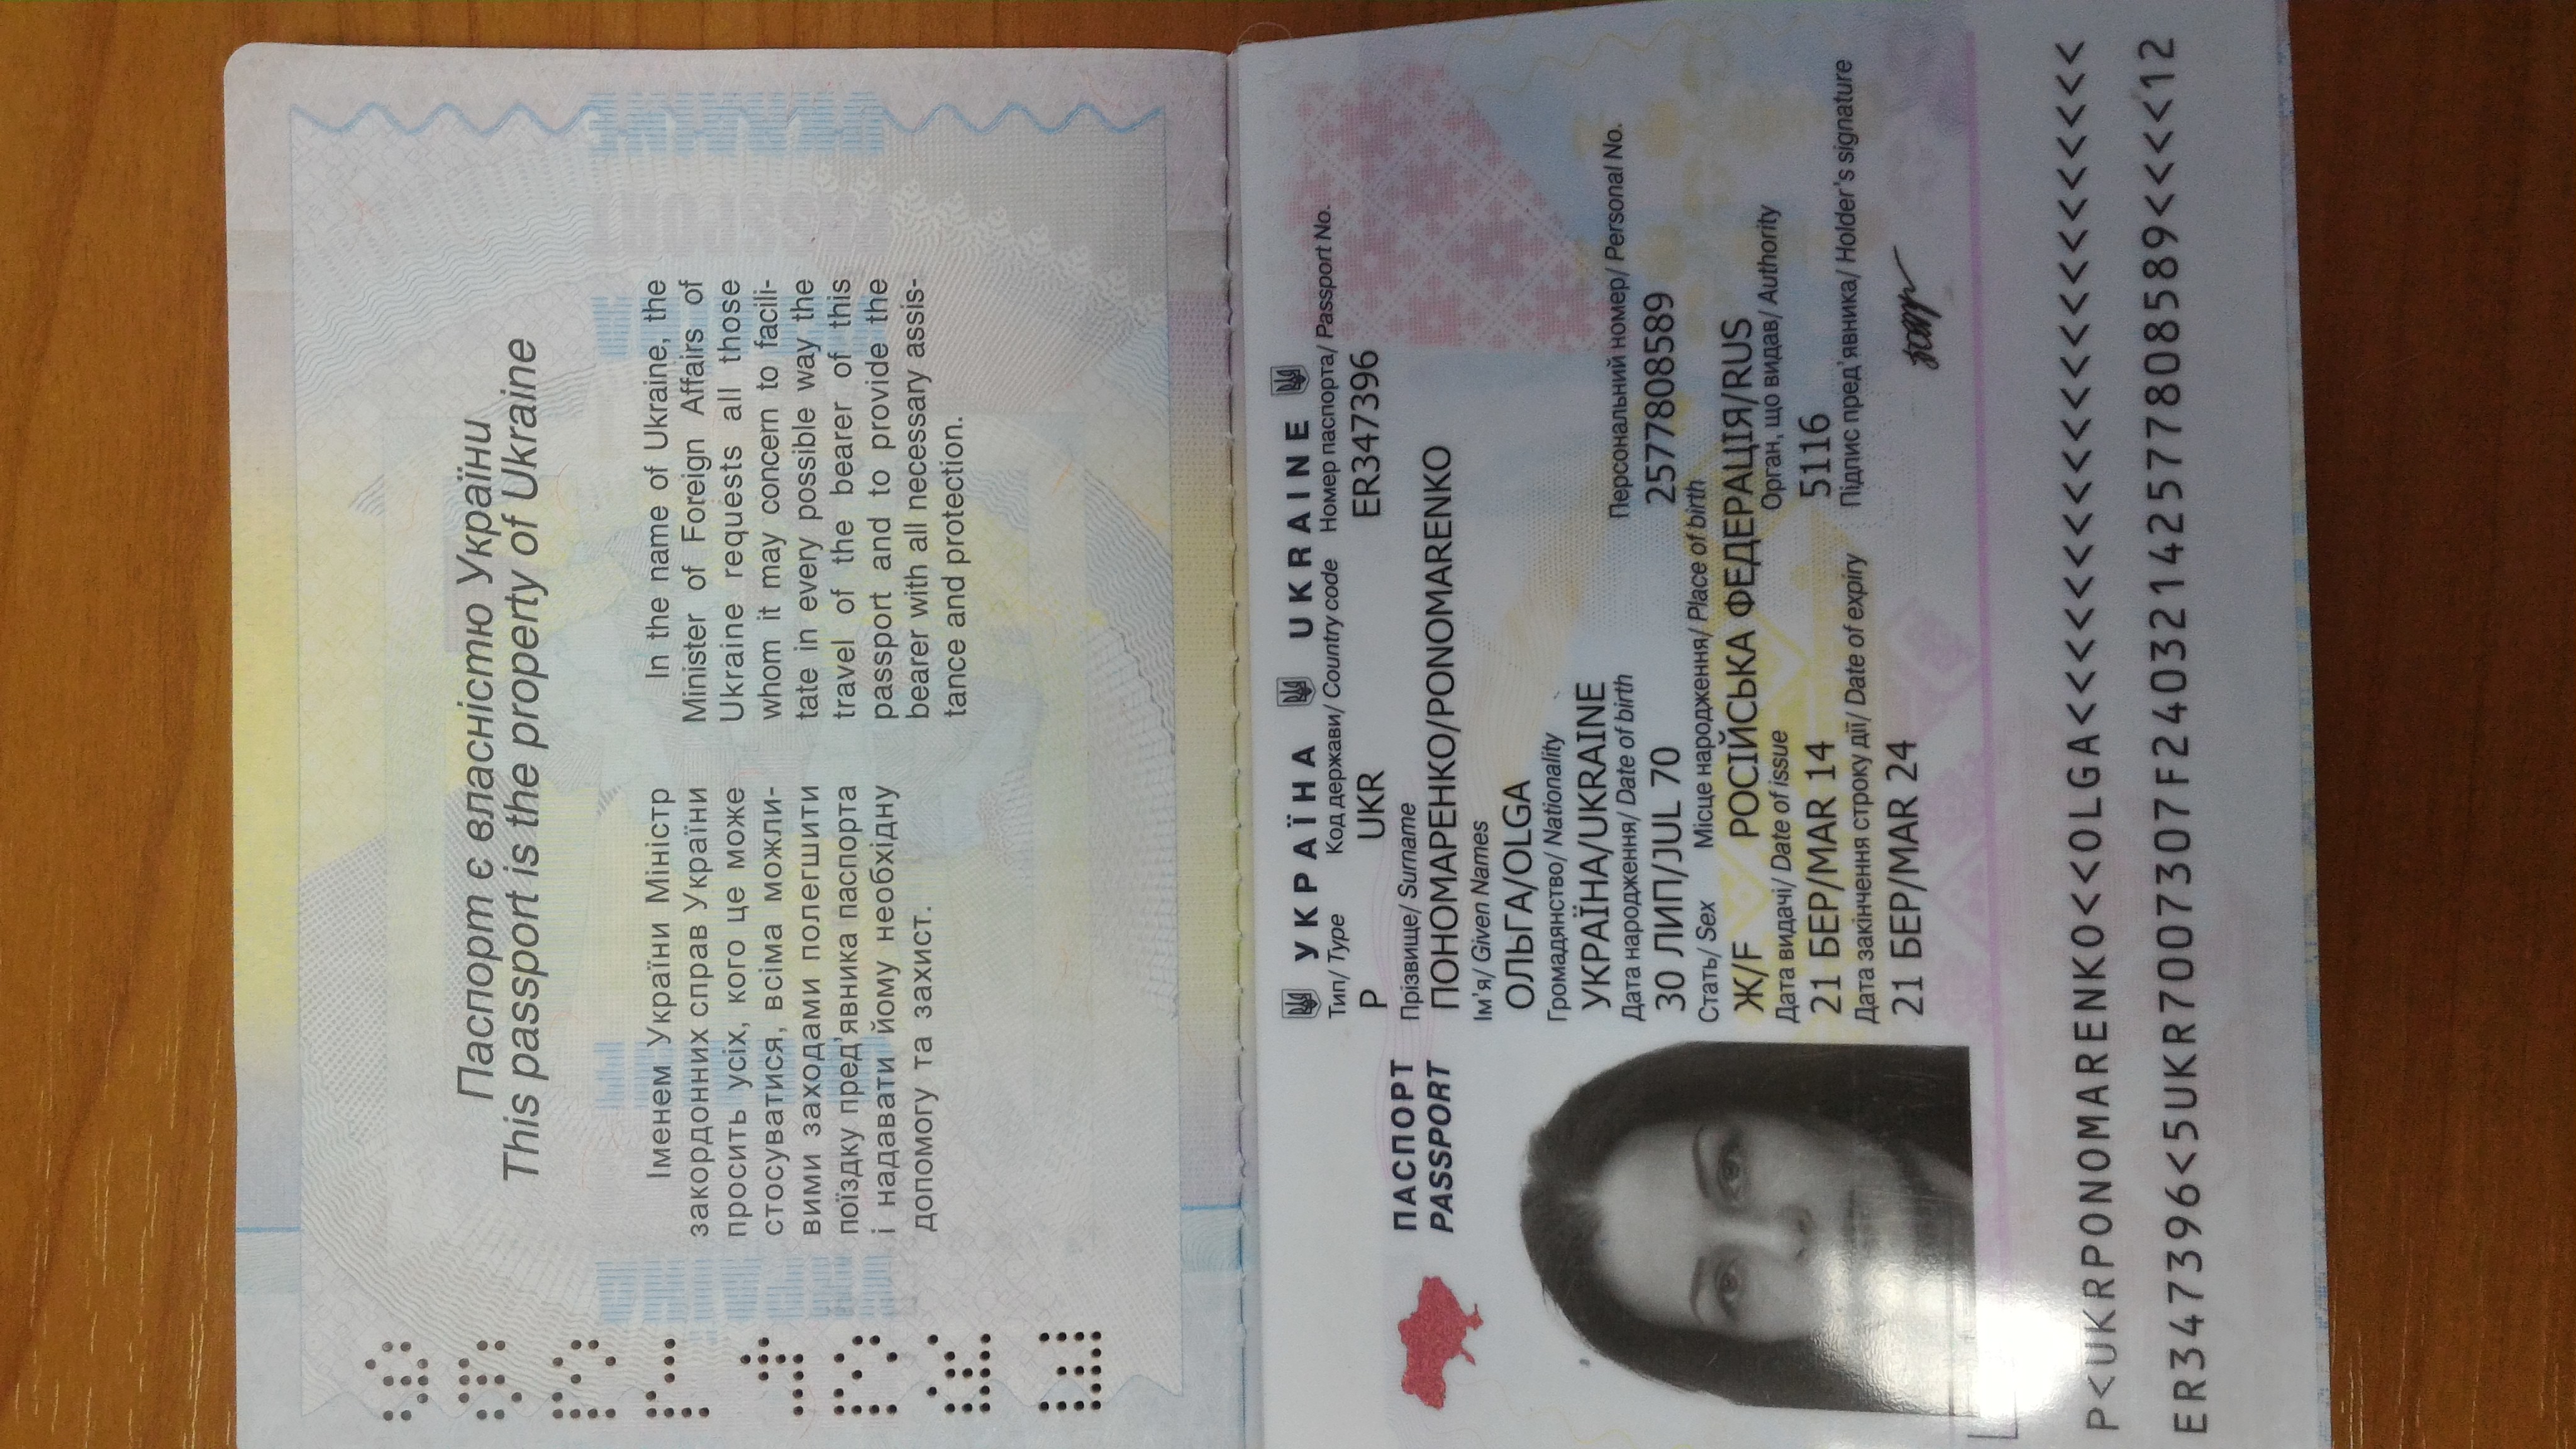 Паспорт є власністю України
This passport is the property of Ukraine
Іменем України Міністр
закордонних справ України
просить усіх, кого це може
стосуватися, всіма можли-
вими заходами полегшити
поїздку пред'явника паспорта
і надавати йому необхідну
допомогу та захист.
In the name of Ukraine, the
Minister of Foreign Affairs of
Ukraine requests all those
whom it may concern to facili-
tate in every possible way the
travel of the bearer of this
passport and to provide the
bearer with all necessary assis-
tance and protection.
УКРАЇНА UKRAINE
Тип/ Type Код держави/ Country code Номер паспорта/ Passport No.
P UKR ER347396
ПАСПОРТ
PASSPORT
Прізвище/ Surname
ПОНОМАРЕНКО/PONOMARENKO
Ім'я/ Given Names
ОЛЬГА/OLGA
Громадянство/ Nationality
УКРАЇНА/UKRAINE
Дата народження/ Date of birth Персональний номер/ Personal No.
30 ЛИП/JUL 70 2577808589
Стать/ Sex Місце народження/ Place of birth
Ж/F РОСІЙСЬКА ФЕДЕРАЦІЯ/RUS
Дата видачі/ Date of issue Орган, що видав/ Authority
21 БЕР/MAR 14 5116
Дата закінчення строку дії/ Date of expiry Підпис пред'явника/ Holder's signature
21 БЕР/MAR 24
P<UKRPONOMARENKO<<OLGA<<<<<<<<<<<<<<<<<<<<<<
ER347396<5UKR7007307F24032142577808589<<<<12